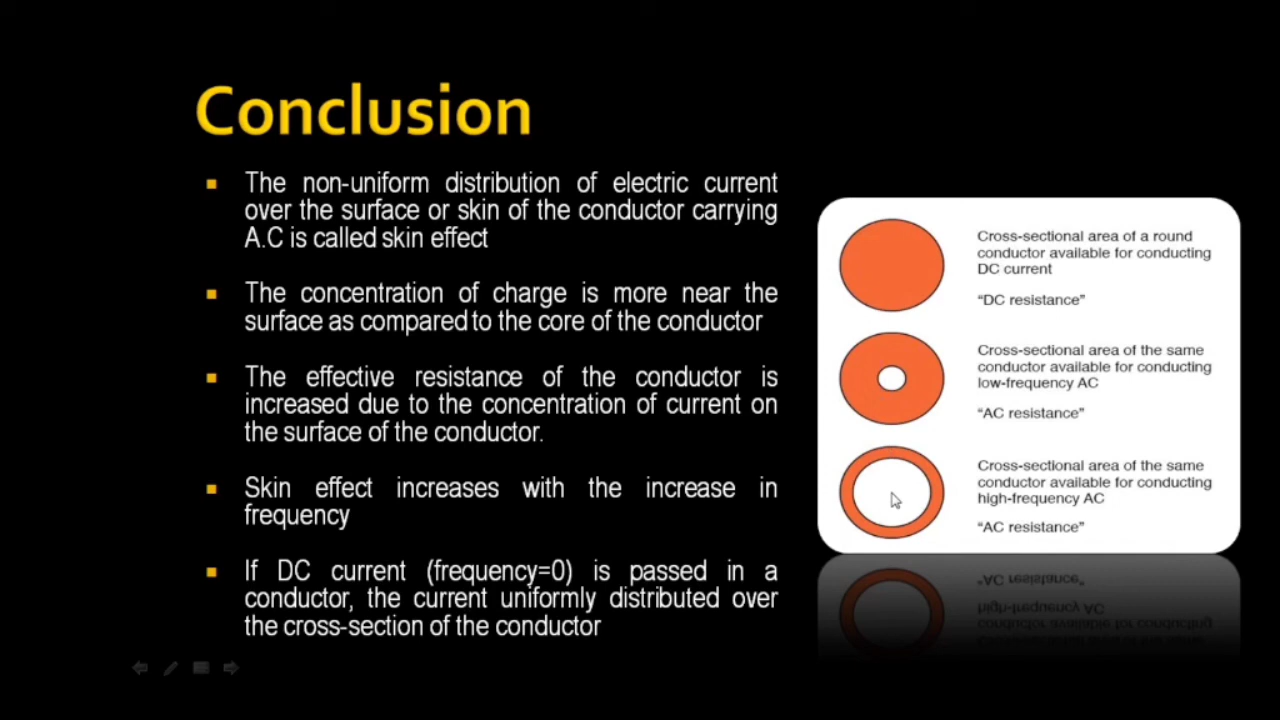 Conclusion
The non-uniform distribution of electric current
over the surface or skin of the conductor carrying
A.C is called skin effect
The concentration of charge is more near the
surface as compared to the core of the conductor
The effective resistance of the conductor is
increased due to the concentration of current on
the surface of the conductor.
Skin effect increases with the increase in
frequency
If DC current (frequency=0) is passed in a
conductor, the current uniformly distributed over
the cross-section of the conductor
Cross-sectional area of a round
conductor available for conducting
DC current
“DC resistance”
Cross-sectional area of the same
conductor available for conducting
low-frequency AC
“AC resistance”
Cross-sectional area of the same
conductor available for conducting
high-frequency AC
“AC resistance”